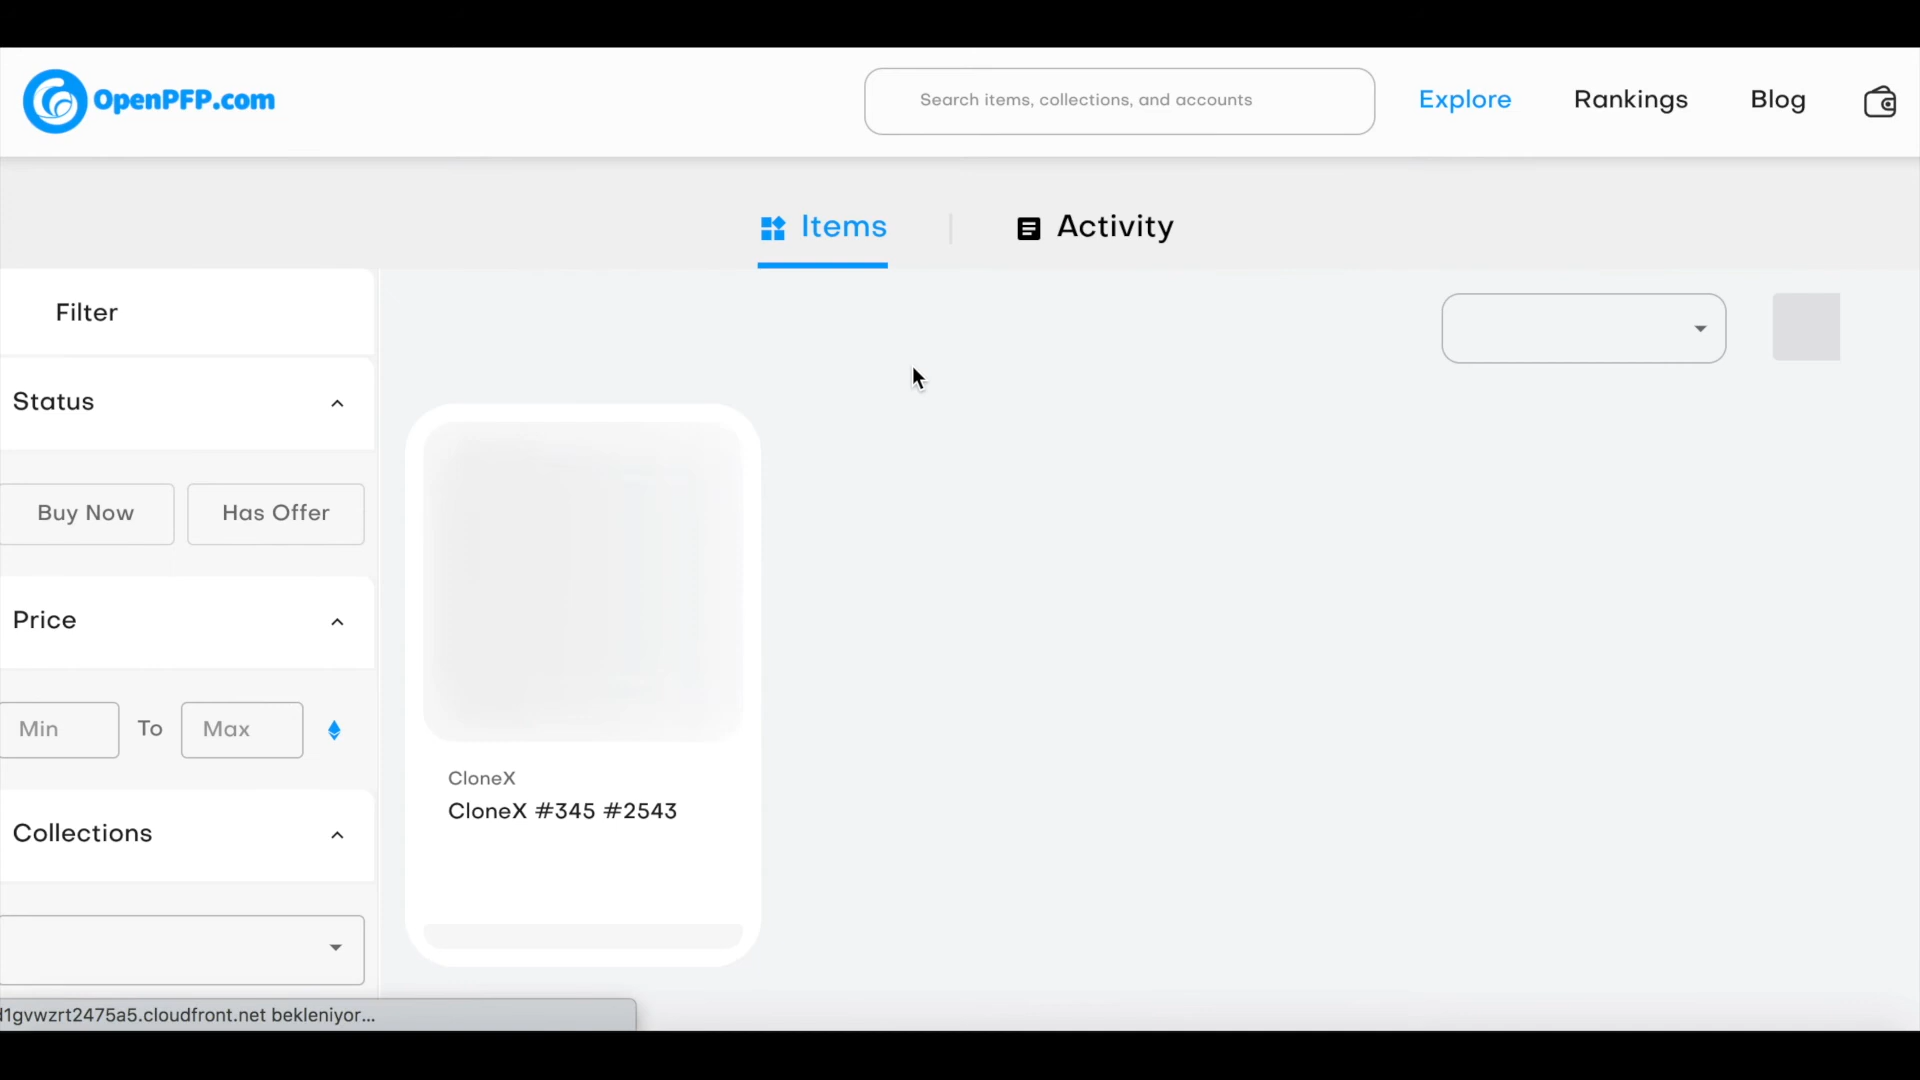 OpenPFP.com
Search items, collections, and accounts
Explore
Rankings
Blog
Items
Activity
Filter
Status
Buy Now
Has Offer
Price
Min
To
Max
Collections
CloneX
CloneX #345 #2543
d1gvwzrt2475a5.cloudfront.net bekleniyor...